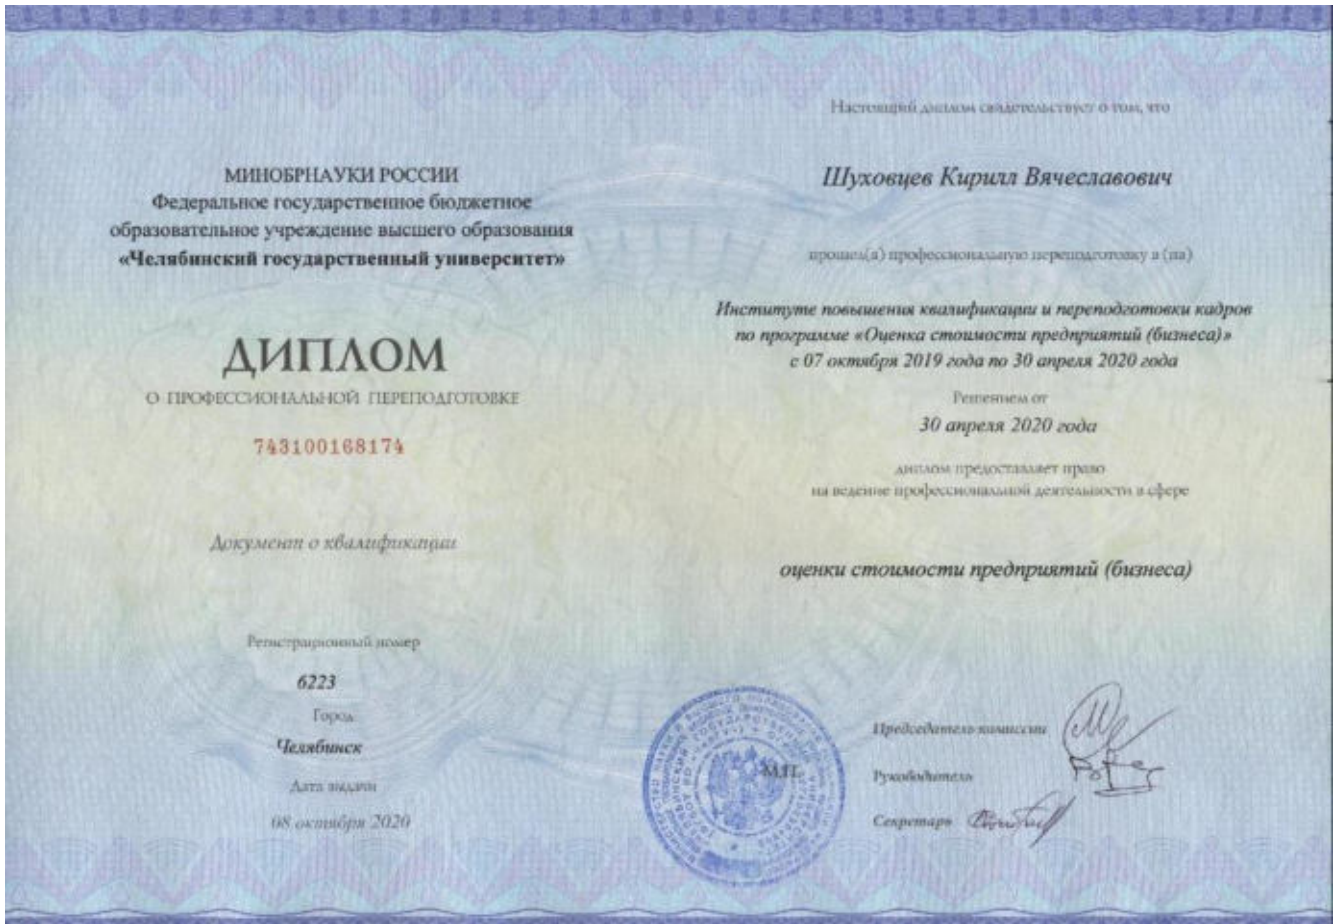 МИНОБРНАУКИ РОССИИ
Федеральное государственное бюджетное
образовательное учреждение высшего образования
«Челябинский государственный университет»
ДИПЛОМ
О ПРОФЕССИОНАЛЬНОЙ ПЕРЕПОДГОТОВКЕ
743100168174
Документ о квалификации
Регистрационный номер
6223
Город
Челябинск
Дата выдачи
08 октября 2020
Настоящий диплом свидетельствует о том, что
Шуховцев Кирилл Вячеславович
прошел(а) профессиональную переподготовку в (на)
Институте повышения квалификации и переподготовки кадров
по программе «Оценка стоимости предприятий (бизнеса)»
с 07 октября 2019 года по 30 апреля 2020 года
Решением от
30 апреля 2020 года
диплом предоставляет право
на ведение профессиональной деятельности в сфере
оценки стоимости предприятий (бизнеса)
М.П.
Председатель комиссии
Руководитель
Секретарь